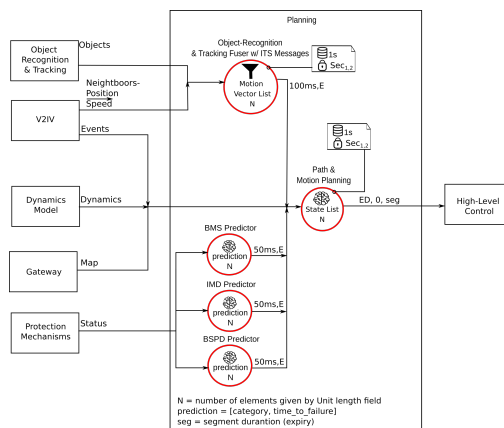 Planning
Object
Recognition
& Tracking
Objects
Object-Recognition
& Tracking Fuser w/ ITS Messages
1s
Sec1,2
Motion
Vector List
N
100ms,E
Neighboors-
Position
Speed
V2IV
Events
1s
Sec1,2
Path &
Motion Planning
State List
N
ED, 0, seg
High-Level
Control
Dynamics
Model
Dynamics
BMS Predictor
prediction
N
50ms,E
Gateway
Map
IMD Predictor
prediction
N
50ms,E
Protection
Mechanisms
Status
BSPD Predictor
prediction
N
50ms,E
N = number of elements given by Unit length field
prediction = [category, time_to_failure]
seg = segment durantion (expiry)